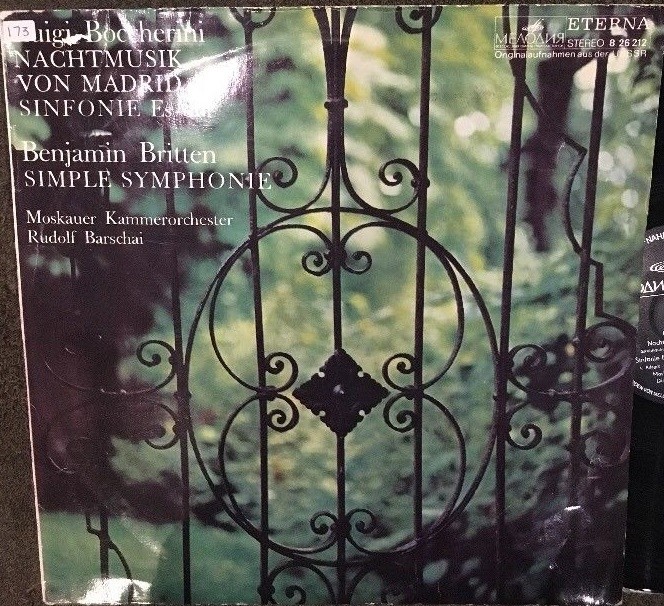 173
Luigi Boccherini
NACHTMUSIK
VON MADRID
SINFONIE
Benjamin Britten
SIMPLE SYMPHONIE
Moskauer Kammerorchester
Rudolf Barschai
МЕЛОДИЯ
ETERNA
STEREO 8 26 212
Originalaufnahmen aus der